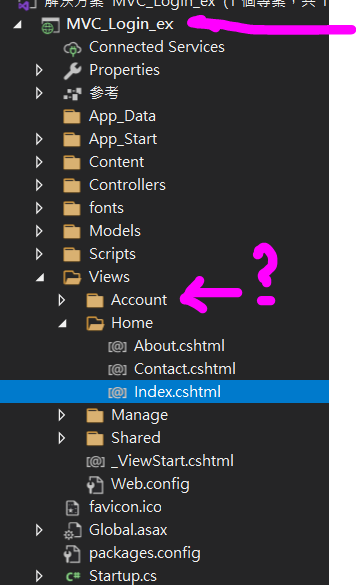 解決方案 'MVC_Login_ex' (1 個專案，共 1
MVC_Login_ex
Connected Services
Properties
參考
App_Data
App_Start
Content
Controllers
fonts
Models
Scripts
Views
Account
?
Home
[@] About.cshtml
[@] Contact.cshtml
[@] Index.cshtml
Manage
Shared
[@] _ViewStart.cshtml
Web.config
favicon.ico
Global.asax
packages.config
C# Startup.cs